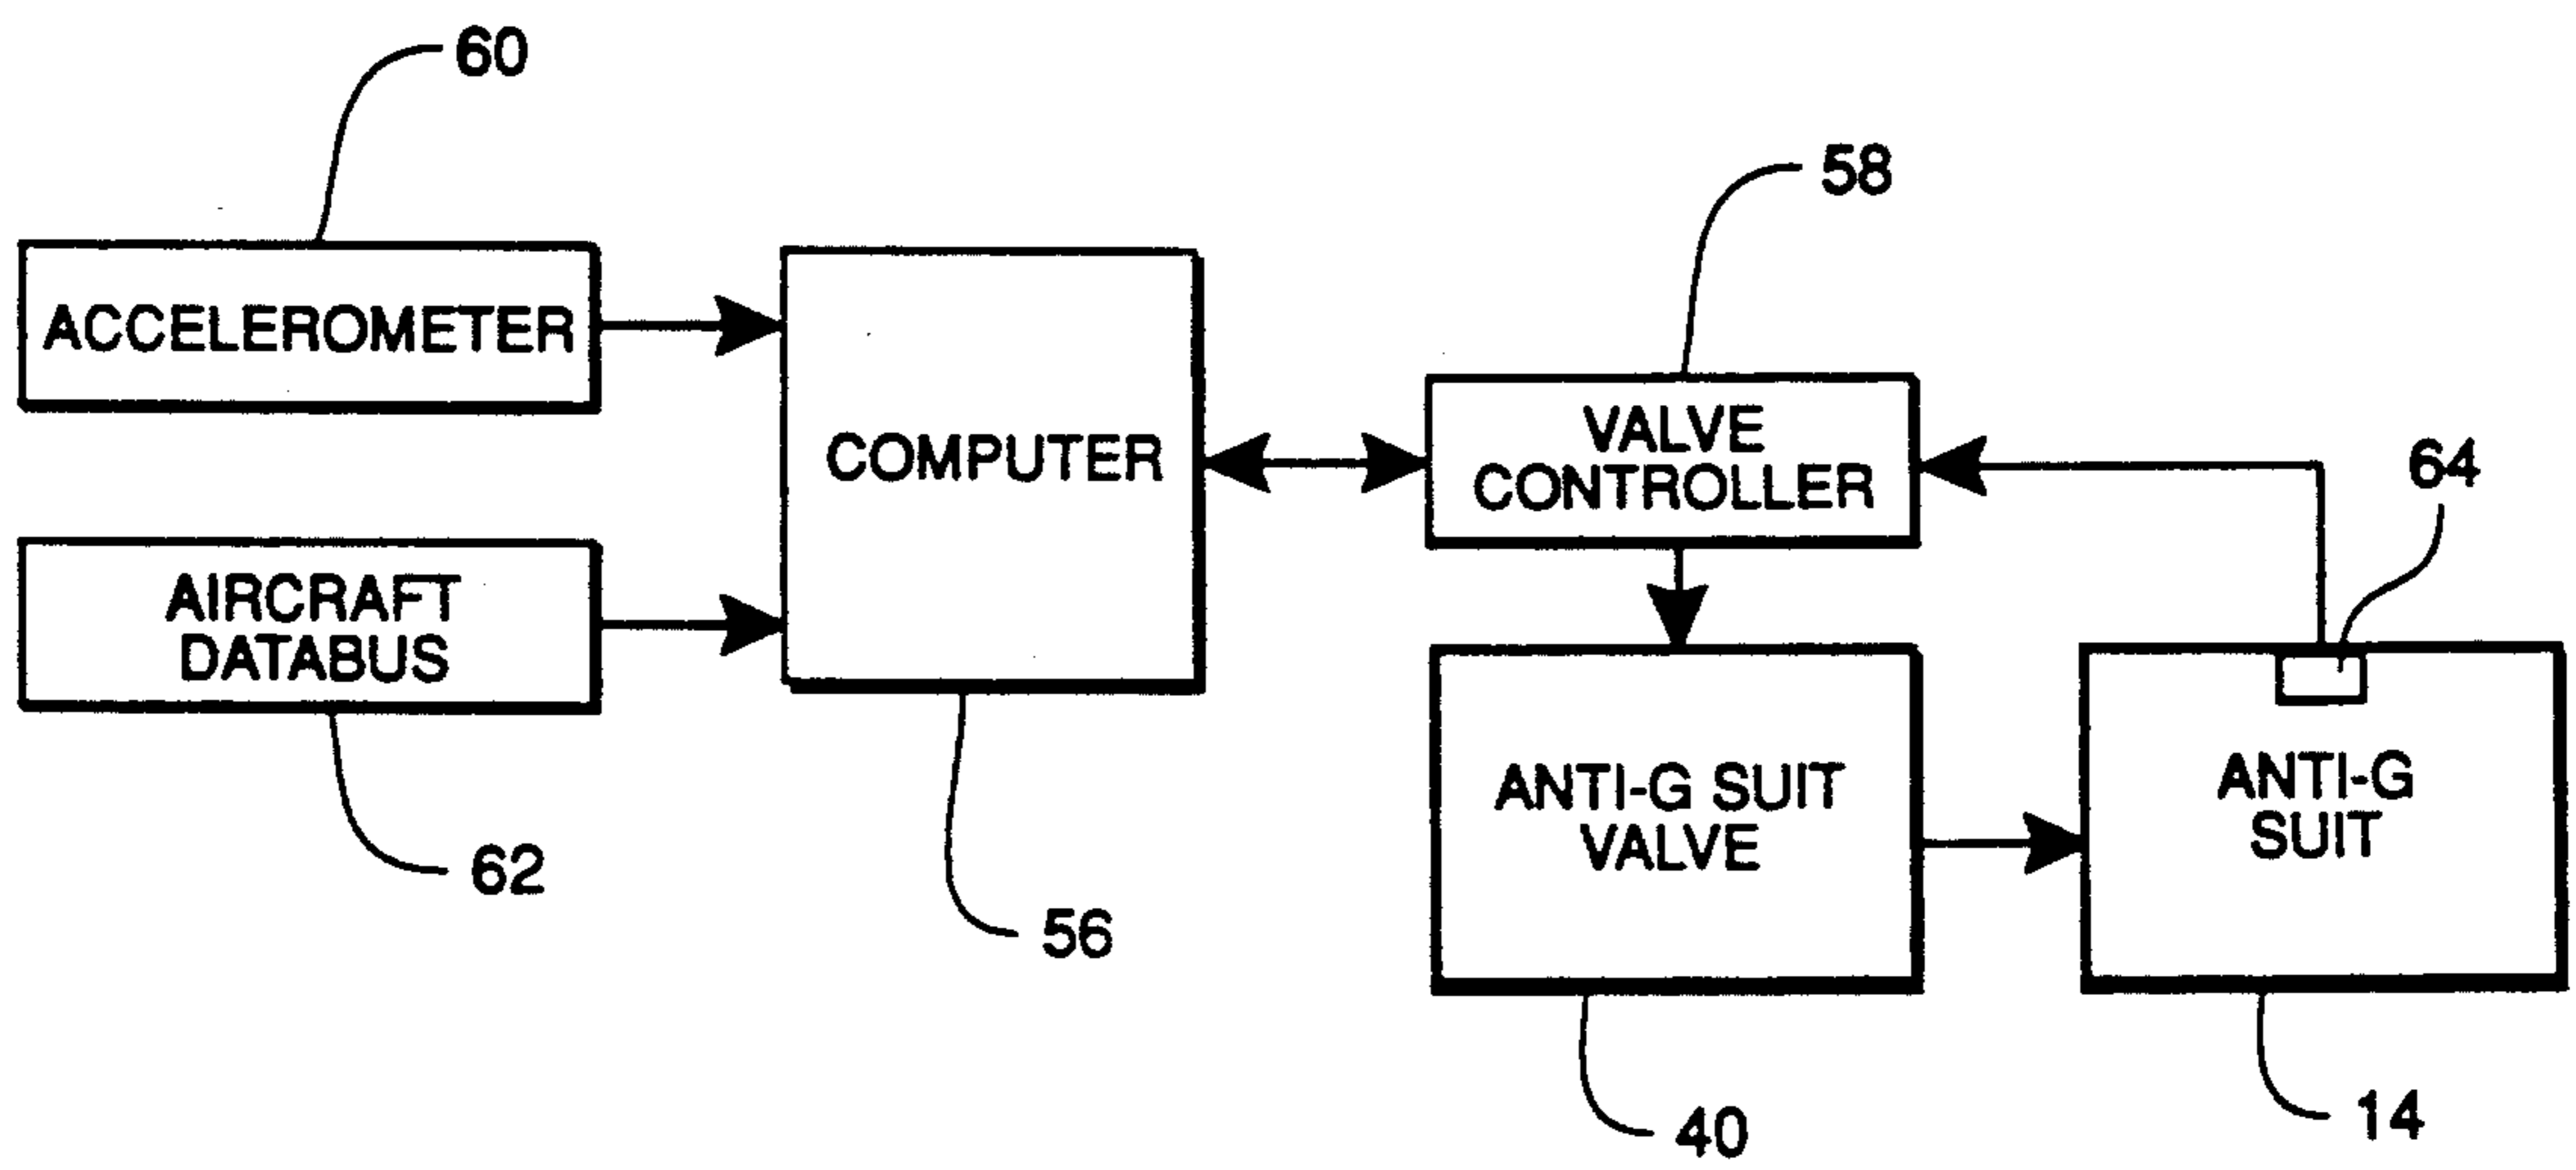 60
58
ACCELEROMETER
COMPUTER
VALVE
CONTROLLER
64
AIRCRAFT
DATABUS
62
56
ANTI-G SUIT
VALVE
ANTI-G
SUIT
40
14